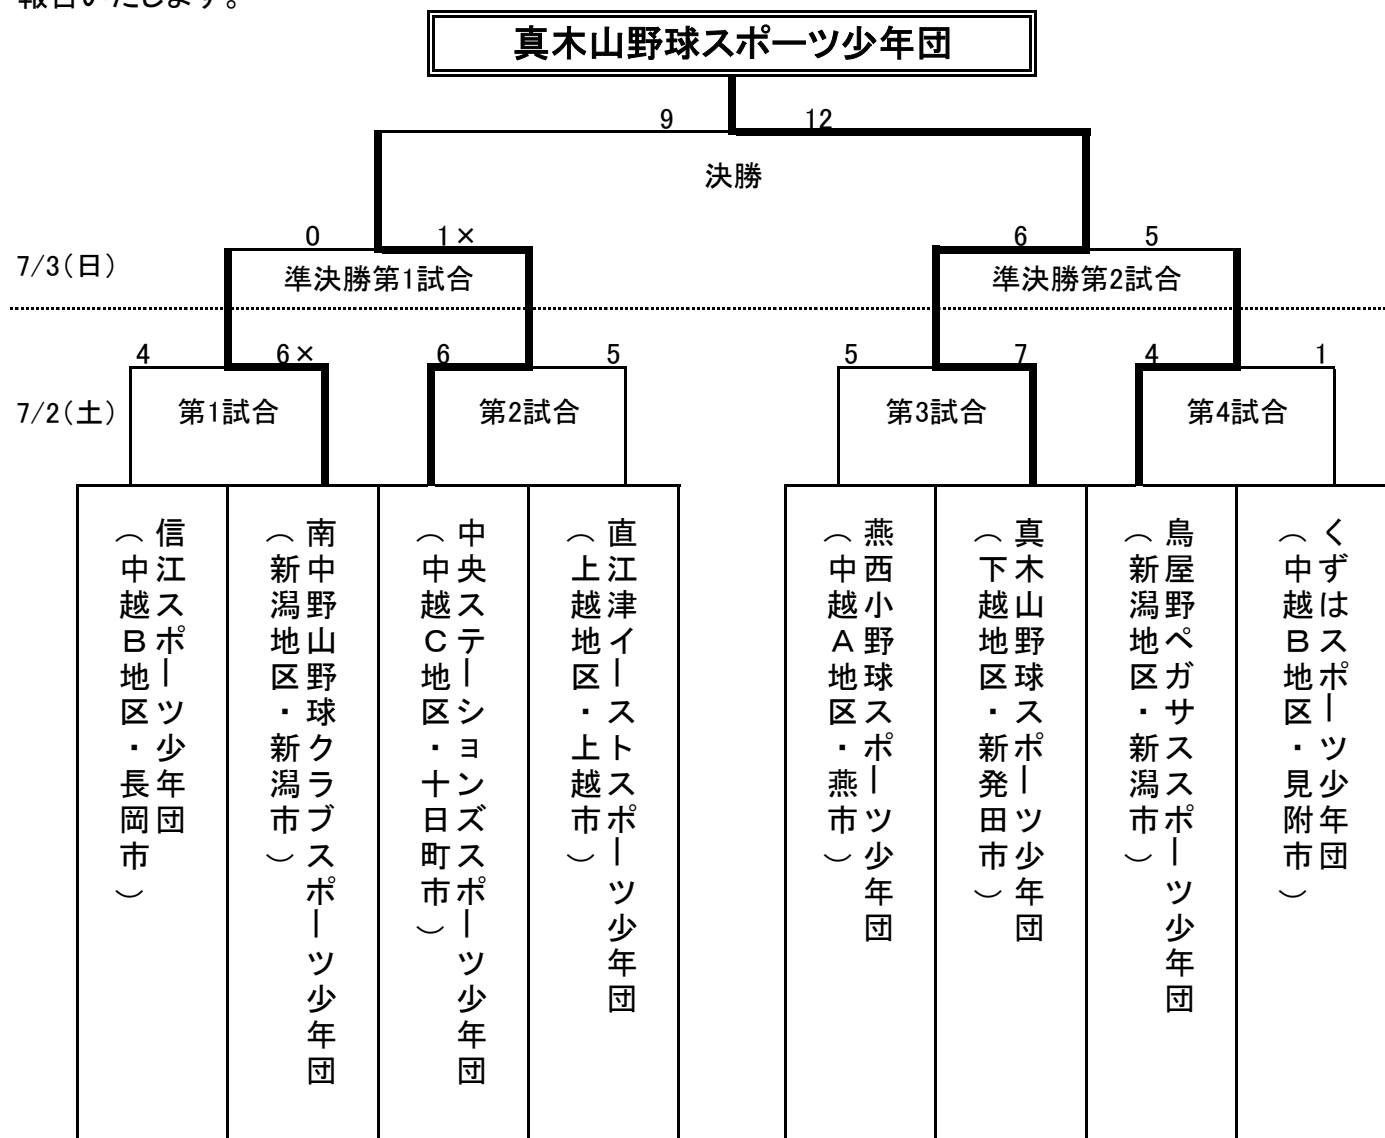 報告いたします。
真木山野球スポーツ少年団
9 12
決勝
0 1× 6 5
7/3(日)
準決勝第1試合 準決勝第2試合
4 6× 6 5 5 7 4 1
7/2(土)
第1試合 第2試合 第3試合 第4試合
信江スポーツ少年団
(中越B地区・長岡市)
南中野山野球クラブスポーツ少年団
(新潟地区・新潟市)
中央ステーションズスポーツ少年団
(中越C地区・十日町市)
直江津イーストスポーツ少年団
(上越地区・上越市)
燕西小野球スポーツ少年団
(中越A地区・燕市)
真木山野球スポーツ少年団
(下越地区・新発田市)
鳥屋野ペガサススポーツ少年団
(新潟地区・新潟市)
くずはスポーツ少年団
(中越B地区・見附市)